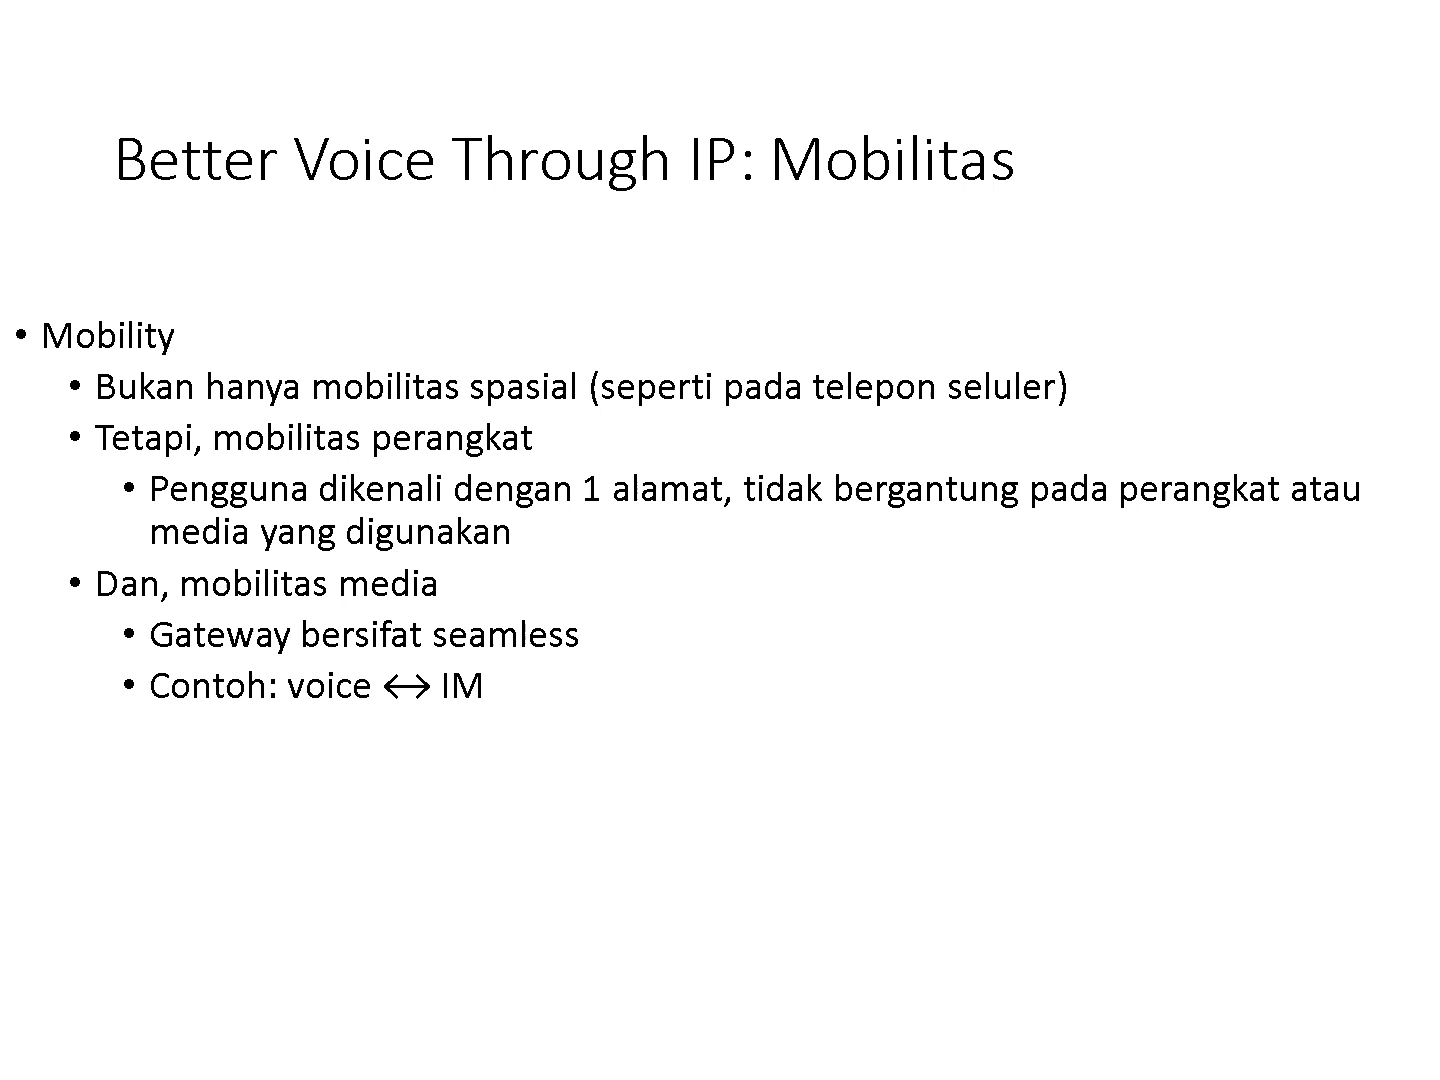 Better Voice Through IP: Mobilitas
• Mobility
• Bukan hanya mobilitas spasial (seperti pada telepon seluler)
• Tetapi, mobilitas perangkat
• Pengguna dikenali dengan 1 alamat, tidak bergantung pada perangkat atau
media yang digunakan
• Dan, mobilitas media
• Gateway bersifat seamless
• Contoh: voice ↔ IM